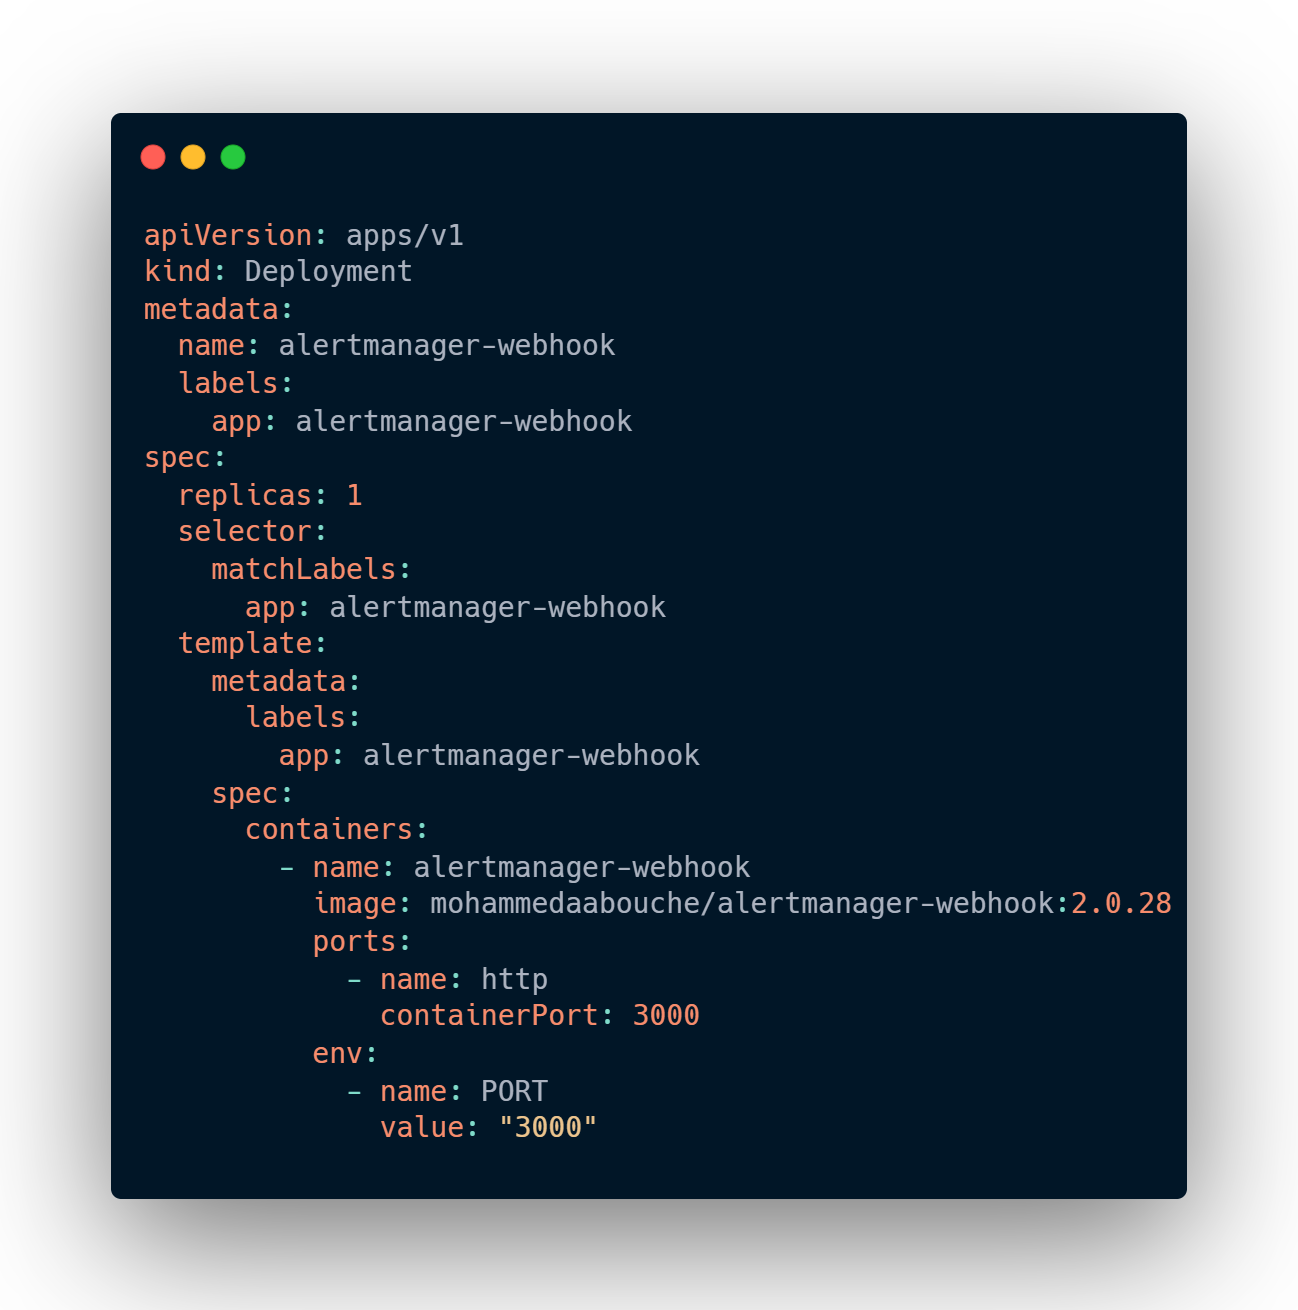 apiVersion: apps/v1
kind: Deployment
metadata:
  name: alertmanager-webhook
  labels:
    app: alertmanager-webhook
spec:
  replicas: 1
  selector:
    matchLabels:
      app: alertmanager-webhook
  template:
    metadata:
      labels:
        app: alertmanager-webhook
    spec:
      containers:
        - name: alertmanager-webhook
          image: mohammedaabouche/alertmanager-webhook:2.0.28
          ports:
            - name: http
              containerPort: 3000
          env:
            - name: PORT
              value: "3000"